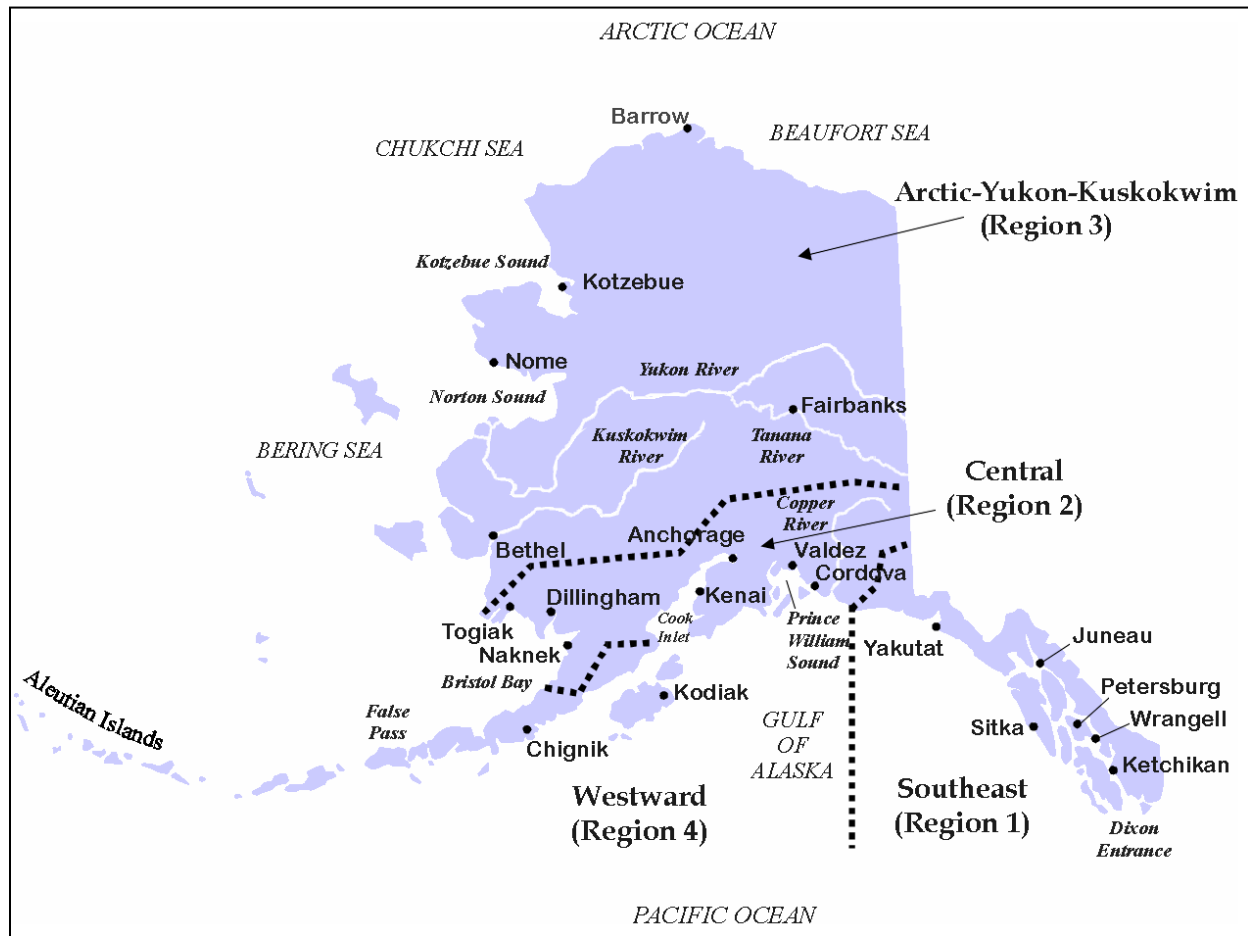 ARCTIC OCEAN
Barrow
BEAUFORT SEA
CHUKCHI SEA
Arctic-Yukon-Kuskokwim
(Region 3)
Kotzebue Sound
Kotzebue
Nome
Yukon River
Norton Sound
Fairbanks
Kuskokwim
River
Tanana
River
BERING SEA
Central
(Region 2)
Copper
River
Anchorage
Bethel
Valdez
Cordova
Dillingham
Kenai
Togiak
Cook
Inlet
Prince
William
Sound
Naknek
Yakutat
Juneau
Bristol Bay
Kodiak
Petersburg
Aleutian Islands
False
Pass
Chignik
GULF
OF
ALASKA
Sitka
Wrangell
Ketchikan
Westward
(Region 4)
Southeast
(Region 1)
Dixon
Entrance
PACIFIC OCEAN